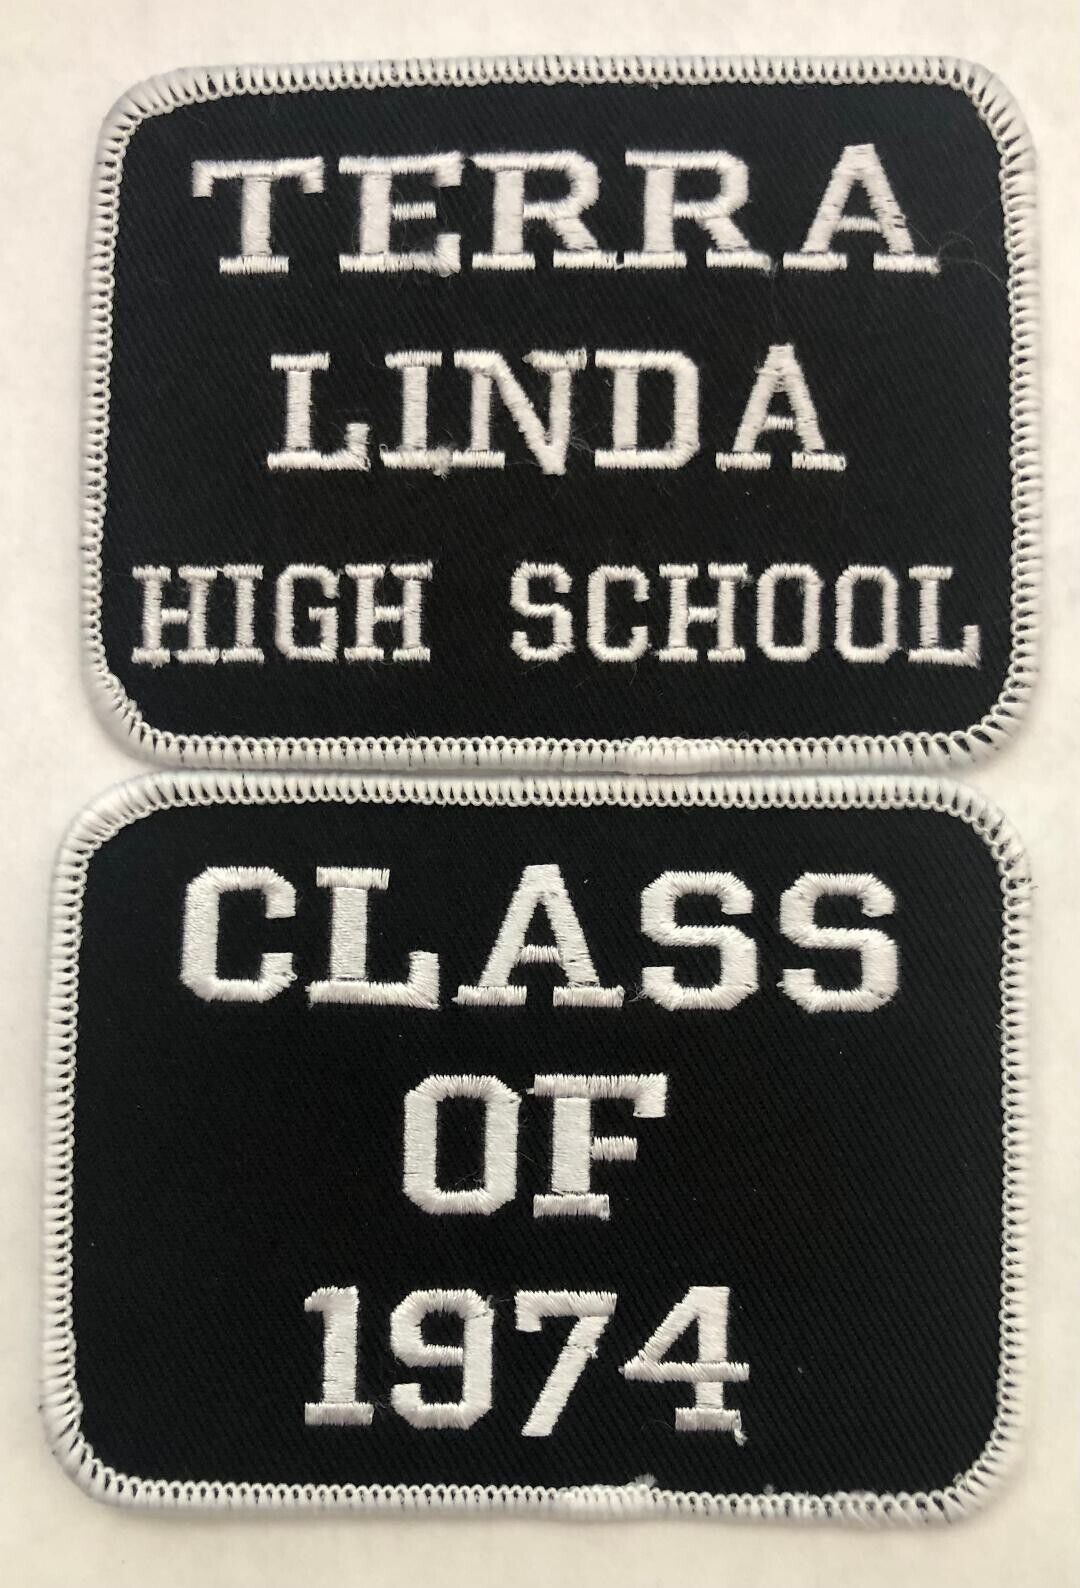 TERRA
LINDA
HIGH SCHOOL
CLASS
OF
1974